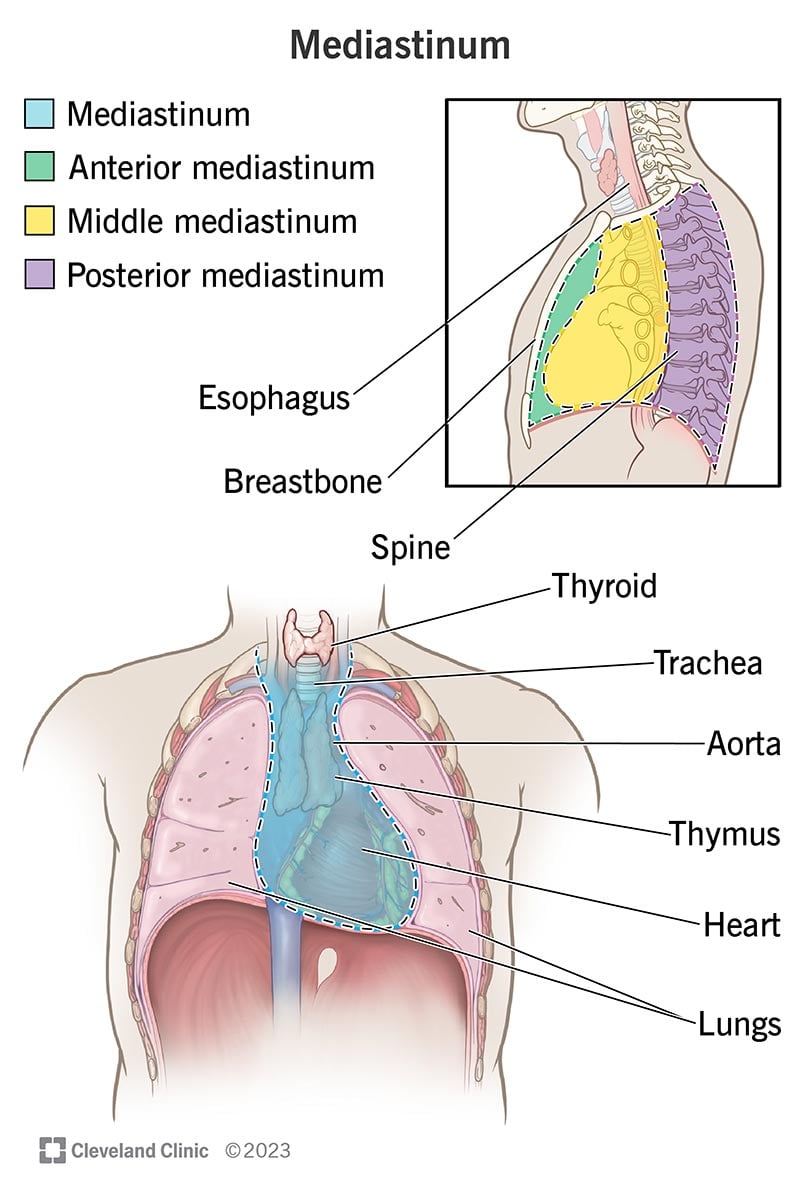 Mediastinum
Mediastinum
Anterior mediastinum
Middle mediastinum
Posterior mediastinum
Esophagus
Breastbone
Spine
Thyroid
Trachea
Aorta
Thymus
Heart
Lungs
Cleveland Clinic ©2023